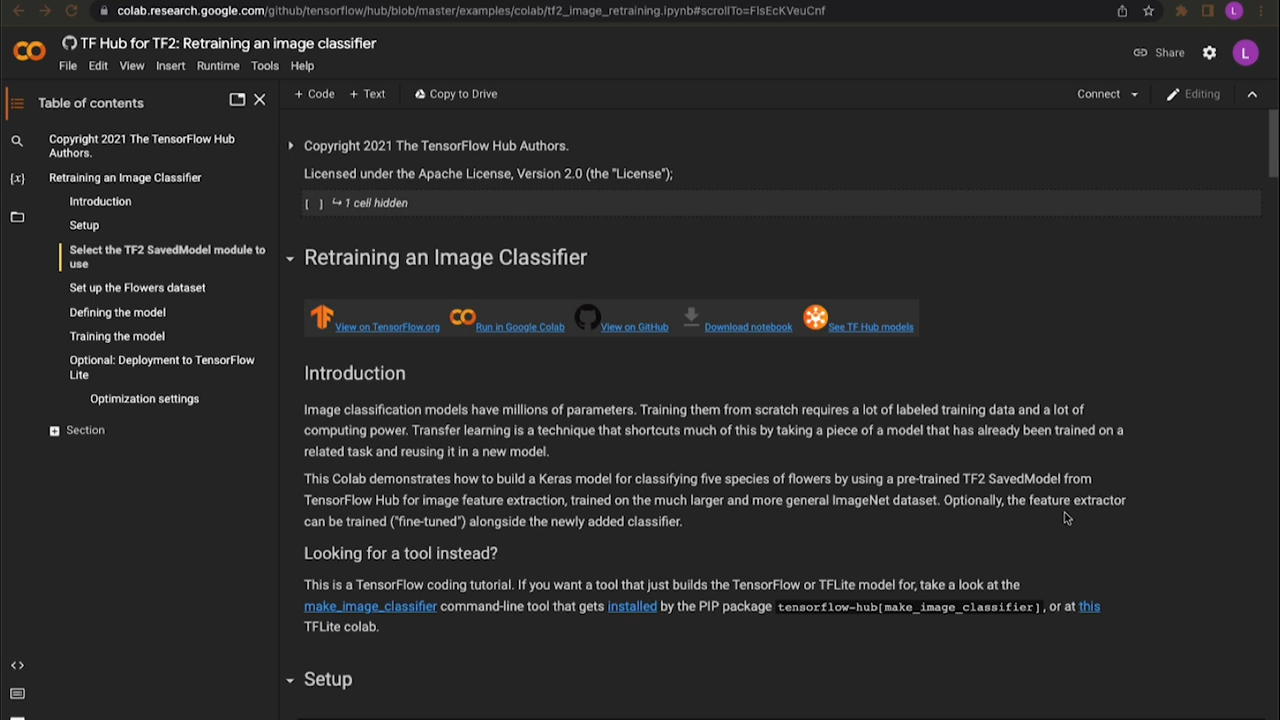 colab.research.google.com/github/tensorflow/hub/blob/master/examples/colab/tf2_image_retraining.ipynb#scrollTo=FlsEcKVeuCnf
L
CO TF Hub for TF2: Retraining an image classifier
Share
L
File Edit View Insert Runtime Tools Help
Table of contents
+ Code + Text Copy to Drive
Connect Editing
Copyright 2021 The TensorFlow Hub
Authors.
Retraining an Image Classifier
Introduction
Setup
Select the TF2 SavedModel module to
use
Set up the Flowers dataset
Defining the model
Training the model
Optional: Deployment to TensorFlow
Lite
Optimization settings
Section
{x}
<>
Copyright 2021 The TensorFlow Hub Authors.
Licensed under the Apache License, Version 2.0 (the "License");
[ ] ↳ 1 cell hidden
Retraining an Image Classifier
View on TensorFlow.org CO Run in Google Colab View on GitHub Download notebook See TF Hub models
Introduction
Image classification models have millions of parameters. Training them from scratch requires a lot of labeled training data and a lot of
computing power. Transfer learning is a technique that shortcuts much of this by taking a piece of a model that has already been trained on a
related task and reusing it in a new model.
This Colab demonstrates how to build a Keras model for classifying five species of flowers by using a pre-trained TF2 SavedModel from
TensorFlow Hub for image feature extraction, trained on the much larger and more general ImageNet dataset. Optionally, the feature extractor
can be trained ("fine-tuned") alongside the newly added classifier.
Looking for a tool instead?
This is a TensorFlow coding tutorial. If you want a tool that just builds the TensorFlow or TFLite model for, take a look at the
make_image_classifier command-line tool that gets installed by the PIP package tensorflow-hub[make_image_classifier], or at this
TFLite colab.
Setup